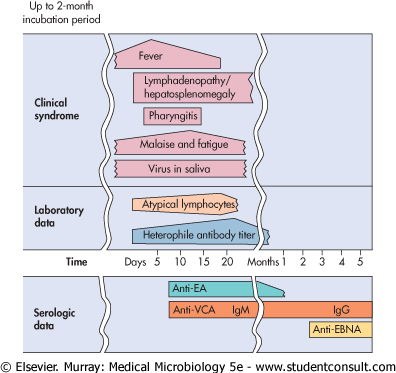 Up to 2-month
incubation period
Fever
Lymphadenopathy/
hepatosplenomegaly
Clinical
syndrome
Pharyngitis
Malaise and fatigue
Virus in saliva
Atypical lymphocytes
Laboratory
data
Heterophile antibody titer
Time Days 5 10 15 20 Months 1 2 3 4 5
Anti-EA
Serologic
data
Anti-VCA IgM IgG
Anti-EBNA
© Elsevier. Murray: Medical Microbiology 5e - www.studentconsult.com